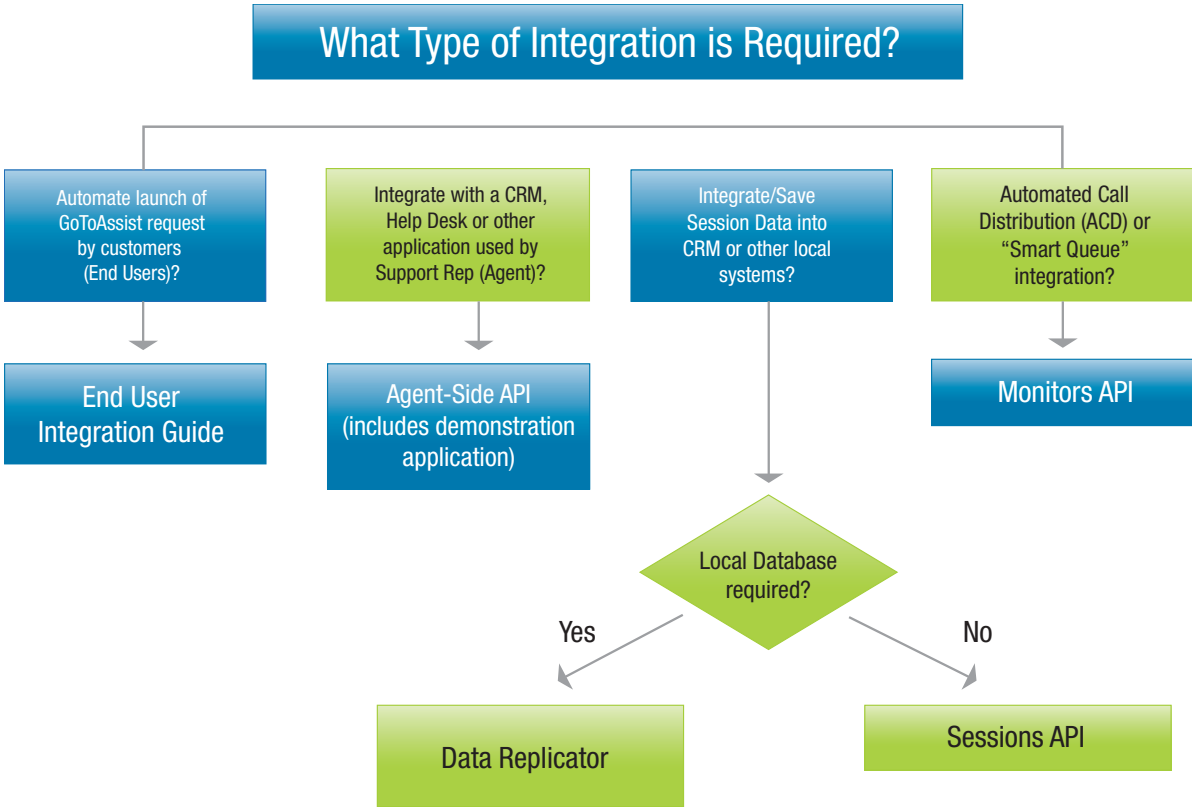 What Type of Integration is Required?
Automate launch of
GoToAssist request
by customers
(End Users)?
Integrate with a CRM,
Help Desk or other
application used by
Support Rep (Agent)?
Integrate/Save
Session Data into
CRM or other local
systems?
Automated Call
Distribution (ACD) or
“Smart Queue”
integration?
End User
Integration Guide
Agent-Side API
(includes demonstration
application)
Monitors API
Local Database
required?
Yes
No
Data Replicator
Sessions API